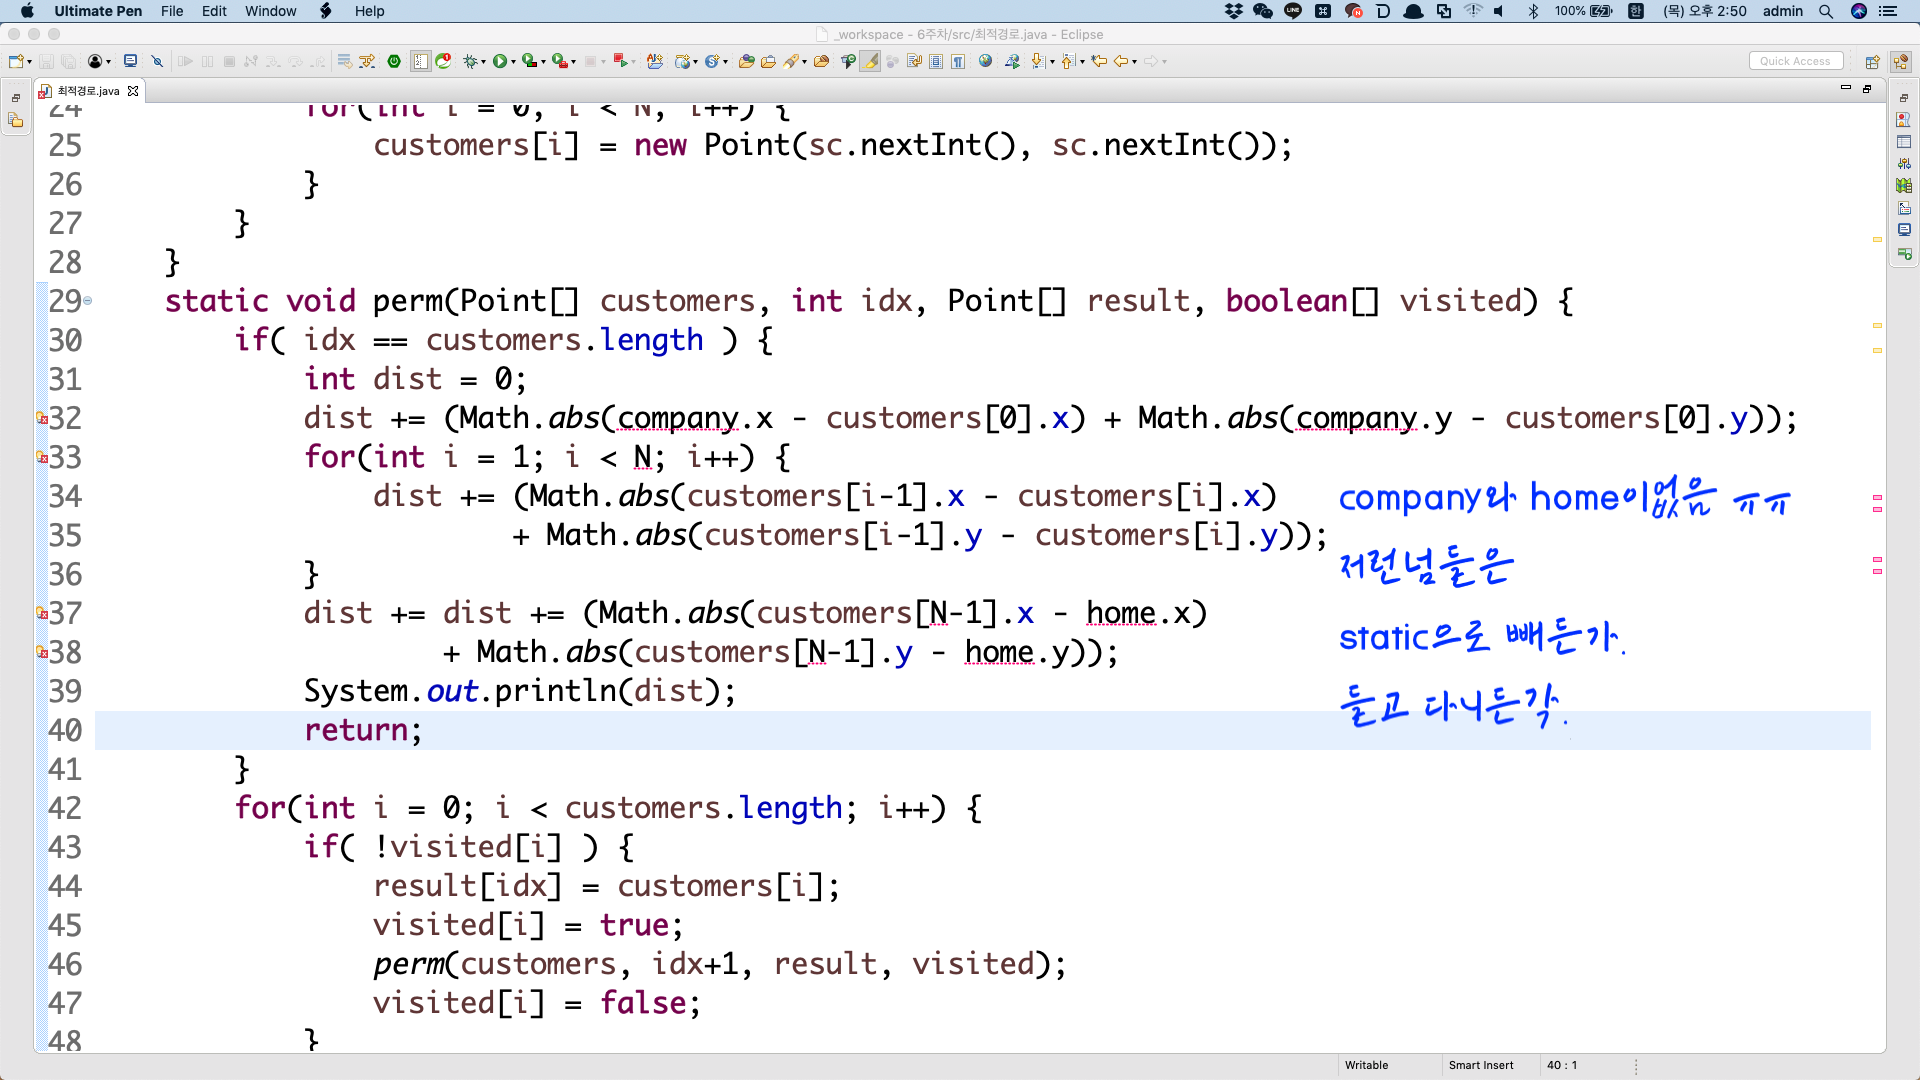 Ultimate Pen File Edit Window Help 100% 한 (목) 오후 2:50 admin
_workspace - 6주차/src/최적경로.java - Eclipse
Quick Access
최적경로.java
24 for(int i = 0; i < N; i++) {
25 customers[i] = new Point(sc.nextInt(), sc.nextInt());
26 }
27 }
28 }
29 static void perm(Point[] customers, int idx, Point[] result, boolean[] visited) {
30 if( idx == customers.length ) {
31 int dist = 0;
32 dist += (Math.abs(company.x - customers[0].x) + Math.abs(company.y - customers[0].y));
33 for(int i = 1; i < N; i++) {
34 dist += (Math.abs(customers[i-1].x - customers[i].x)
35 + Math.abs(customers[i-1].y - customers[i].y));
36 }
37 dist += dist += (Math.abs(customers[N-1].x - home.x)
38 + Math.abs(customers[N-1].y - home.y));
39 System.out.println(dist);
40 return;
41 }
42 for(int i = 0; i < customers.length; i++) {
43 if( !visited[i] ) {
44 result[idx] = customers[i];
45 visited[i] = true;
46 perm(customers, idx+1, result, visited);
47 visited[i] = false;
48 }
company와 home이없음 ㅠㅠ
저런넘들은
static으로 빼든가.
들고 다니든각.
Writable Smart Insert 40 : 1